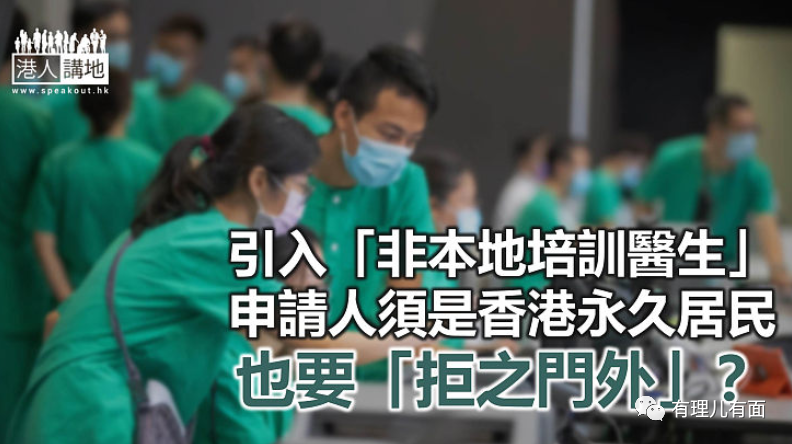 港人講地
www.speakout.hk
引入「非本地培訓醫生」
申請人須是香港永久居民
也要「拒之門外」？
有理儿有面